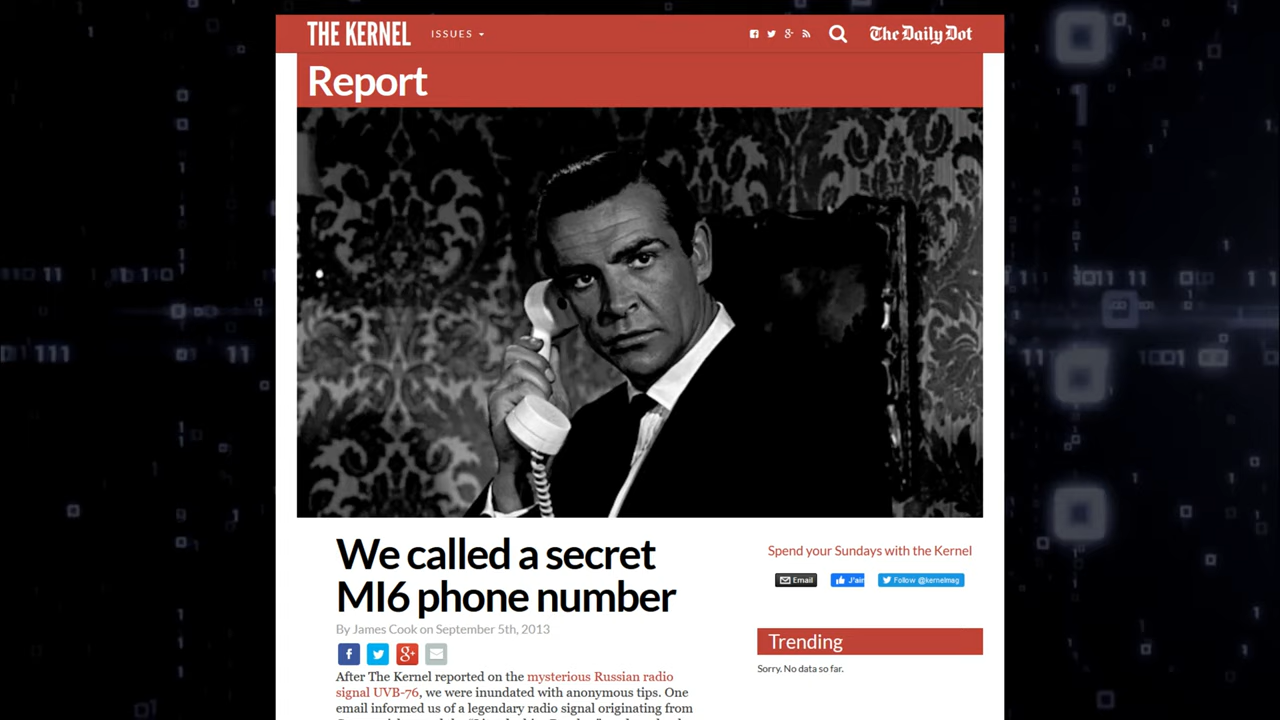 THE KERNEL
ISSUES
The Daily Dot
Report
We called a secret
MI6 phone number
By James Cook on September 5th, 2013
After The Kernel reported on the mysterious Russian radio
signal UVB-76, we were inundated with anonymous tips. One
email informed us of a legendary radio signal originating from
Spend your Sundays with the Kernel
Email
J'aim
Follow @kernelmag
Trending
Sorry. No data so far.